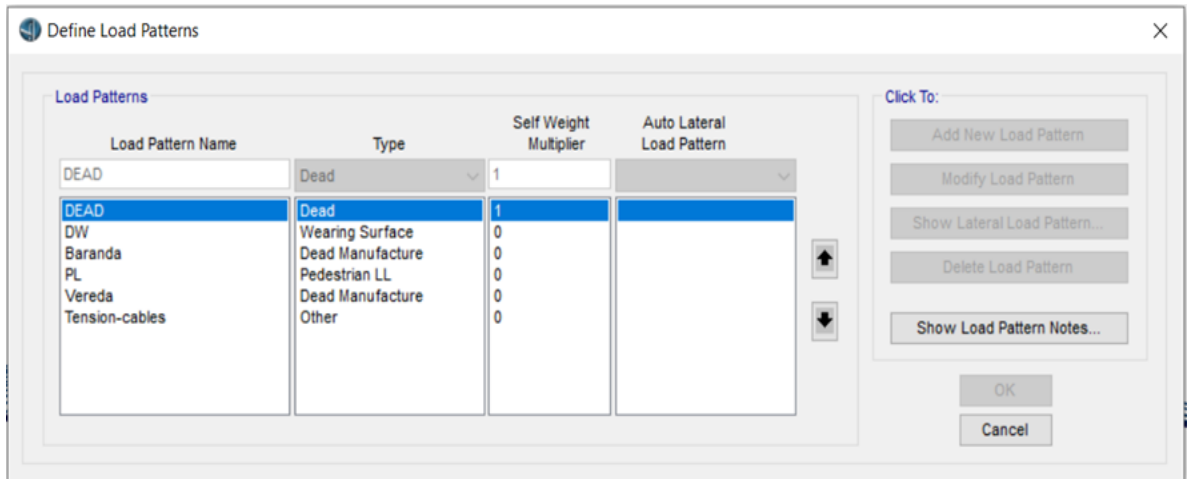 Define Load Patterns
Load Patterns
Click To:
Load Pattern Name Type Self Weight Multiplier Auto Lateral Load Pattern
DEAD Dead 1
DEAD Dead 1
DW Wearing Surface 0
Baranda Dead Manufacture 0
PL Pedestrian LL 0
Vereda Dead Manufacture 0
Tension-cables Other 0
Add New Load Pattern
Modify Load Pattern
Show Lateral Load Pattern...
Delete Load Pattern
Show Load Pattern Notes...
OK
Cancel